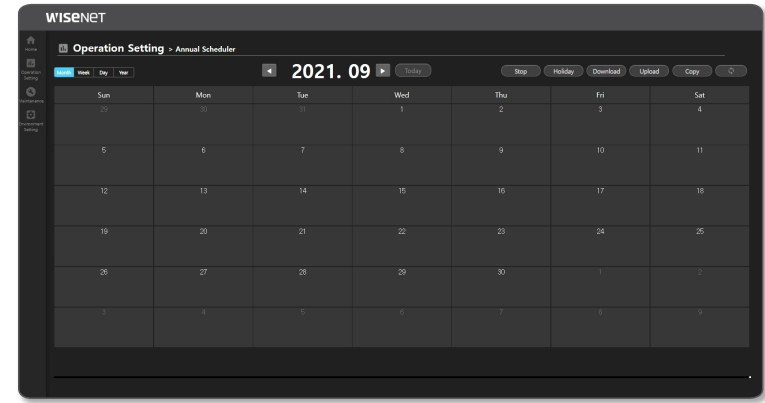 WISENET
Home
Operation Setting > Annual Scheduler
Operation
Setting
Month Week Day Year
2021. 09
Today
Stop Holiday Download Upload Copy
Maintenance
Environment
Setting
Sun Mon Tue Wed Thu Fri Sat
29 30 31 1 2 3 4
5 6 7 8 9 10 11
12 13 14 15 16 17 18
19 20 21 22 23 24 25
26 27 28 29 30 1 2
3 4 5 6 7 8 9